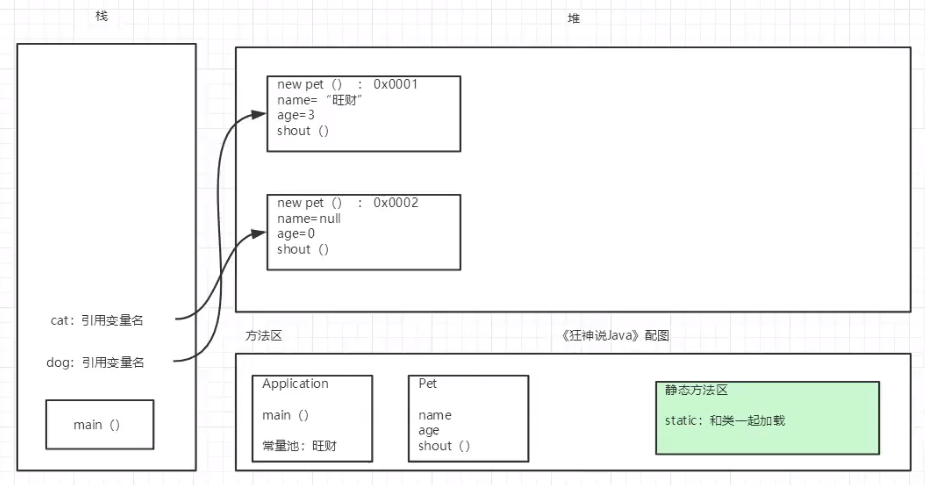 栈
堆
new pet（） ：0x0001
name= “旺财”
age=3
shout（）
new pet（） ：0x0002
name=null
age=0
shout（）
cat：引用变量名
dog：引用变量名
main（）
方法区
《狂神说Java》配图
Application
main（）
常量池：旺财
Pet
name
age
shout（）
静态方法区
static：和类一起加载